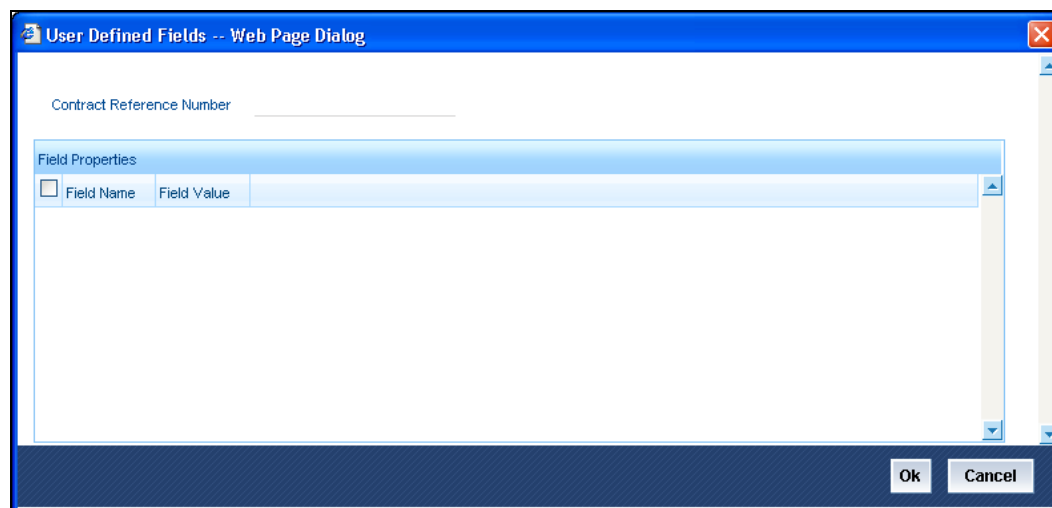 User Defined Fields -- Web Page Dialog
Contract Reference Number
Field Properties
Field Name Field Value
Ok Cancel